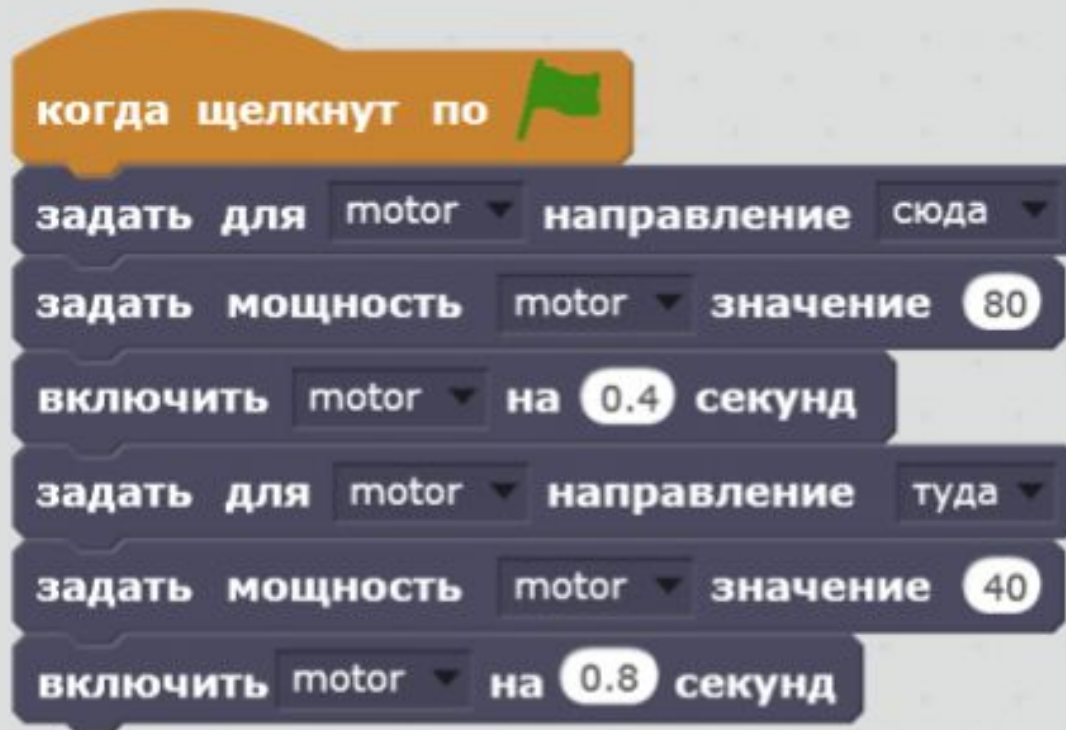 когда щелкнут по
задать для motor направление сюда
задать мощность motor значение 80
включить motor на 0.4 секунд
задать для motor направление туда
задать мощность motor значение 40
включить motor на 0.8 секунд